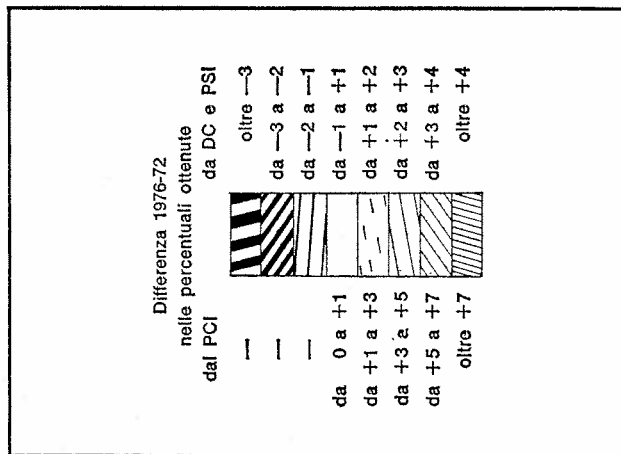 Differenza 1976-72
nelle percentuali ottenute
dal PCI da DC e PSI
— oltre —3
— da —3 a —2
— da —2 a —1
da 0 a +1 da —1 a +1
da +1 a +3 da +1 a +2
da +3 a +5 da +2 a +3
da +5 a +7 da +3 a +4
oltre +7 oltre +4